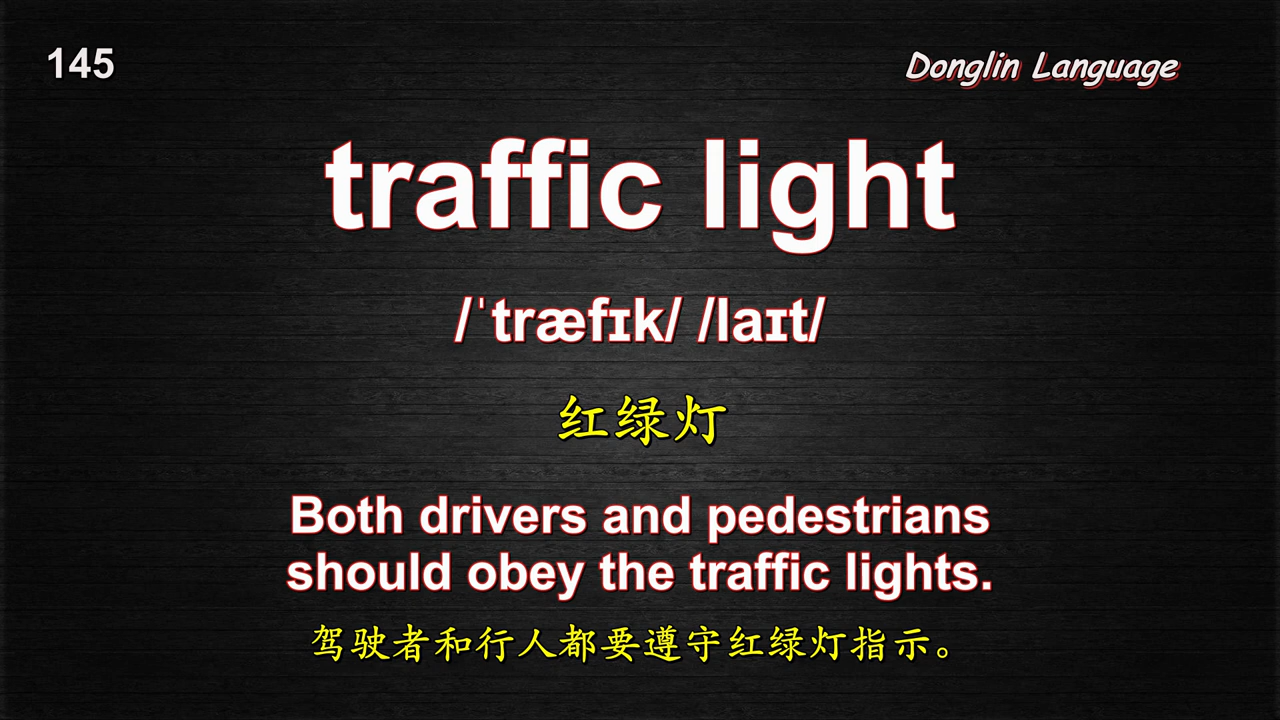 145
Donglin Language
traffic light
/ˈtræfɪk/ /laɪt/
红绿灯
Both drivers and pedestrians
should obey the traffic lights.
驾驶者和行人都要遵守红绿灯指示。